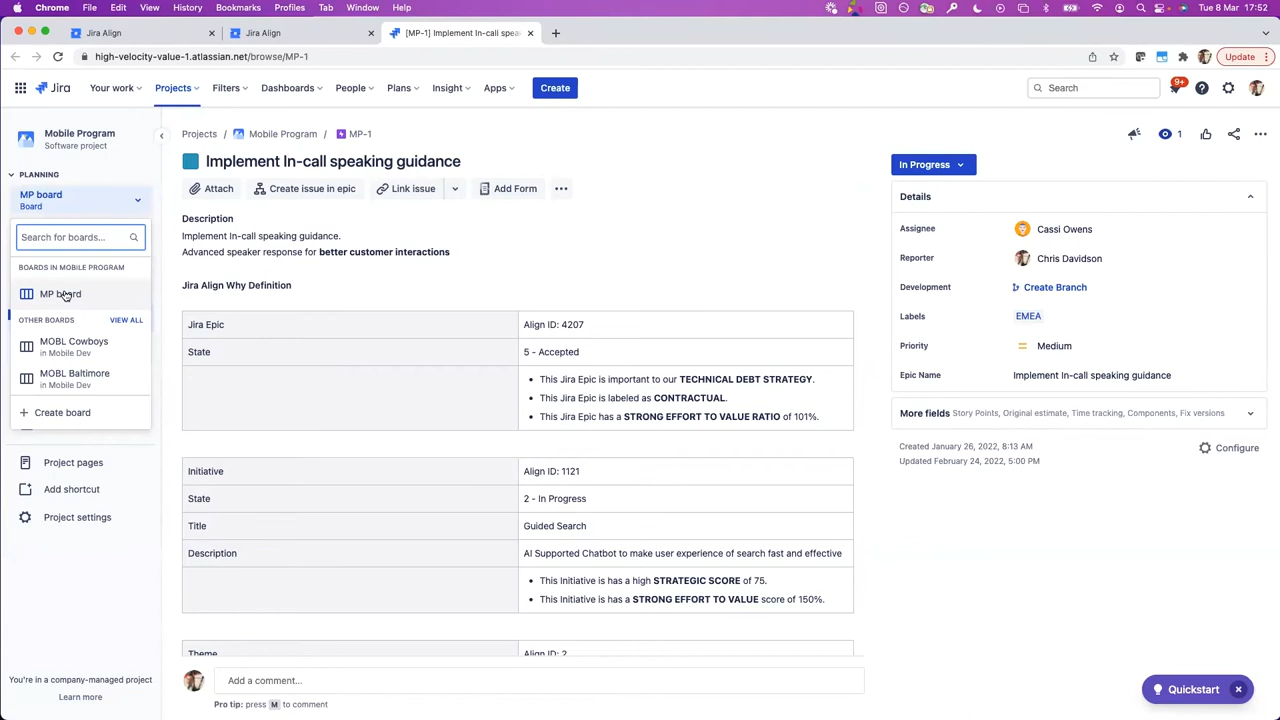 Chrome File Edit View History Bookmarks Profiles Tab Window Help
Tue 8 Mar 17:52
Jira Align
Jira Align
[MP-1] Implement In-call spea
high-velocity-value-1.atlassian.net/browse/MP-1
Update
Jira Your work Projects Filters Dashboards People Plans Insight Apps Create
Search
9+
Mobile Program
Software project
Projects / Mobile Program / MP-1
1
Implement In-call speaking guidance
In Progress
PLANNING
MP board
Board
Attach Create issue in epic Link issue Add Form
Search for boards...
BOARDS IN MOBILE PROGRAM
MP board
OTHER BOARDS VIEW ALL
MOBL Cowboys
in Mobile Dev
MOBL Baltimore
in Mobile Dev
Create board
Project pages
Add shortcut
Project settings
You're in a company-managed project
Learn more
Description
Implement In-call speaking guidance.
Advanced speaker response for better customer interactions
Jira Align Why Definition
Jira Epic Align ID: 4207
State 5 - Accepted
This Jira Epic is important to our TECHNICAL DEBT STRATEGY.
This Jira Epic is labeled as CONTRACTUAL.
This Jira Epic has a STRONG EFFORT TO VALUE RATIO of 101%.
Initiative Align ID: 1121
State 2 - In Progress
Title Guided Search
Description AI Supported Chatbot to make user experience of search fast and effective
This Initiative is has a high STRATEGIC SCORE of 75.
This Initiative is has a STRONG EFFORT TO VALUE score of 150%.
Theme Align ID: 2
Add a comment...
Pro tip: press M to comment
Details
Assignee Cassi Owens
Reporter Chris Davidson
Development Create Branch
Labels EMEA
Priority Medium
Epic Name Implement In-call speaking guidance
More fields Story Points, Original estimate, Time tracking, Components, Fix versions
Created January 26, 2022, 8:13 AM
Updated February 24, 2022, 5:00 PM
Configure
Quickstart